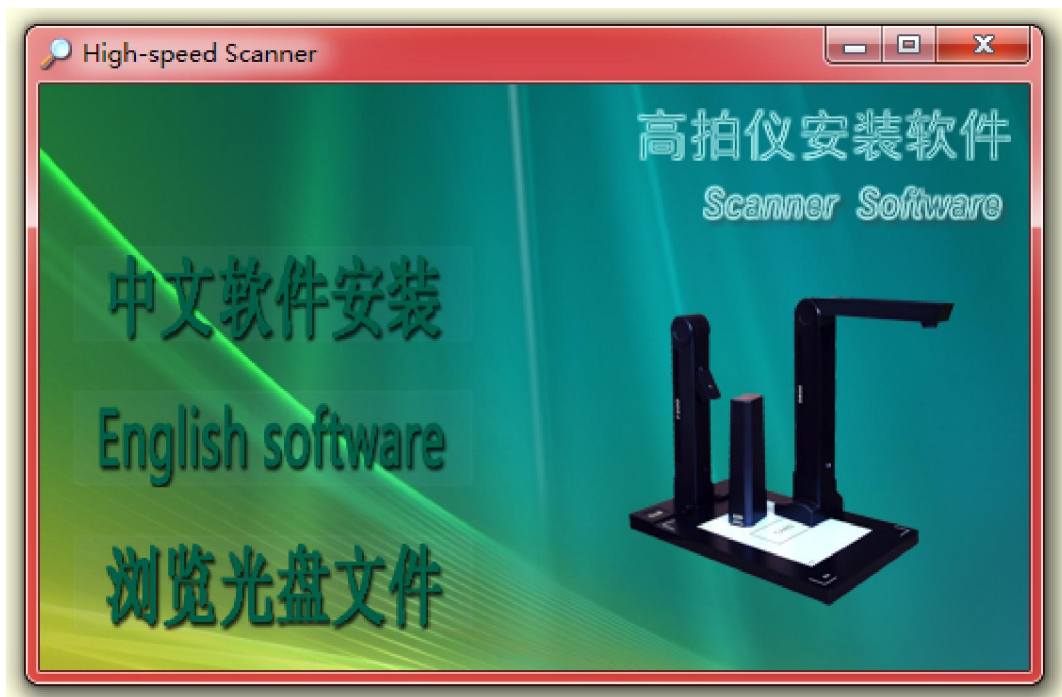 High-speed Scanner
高拍仪安装软件
Scanner Software
中文软件安装
English software
浏览光盘文件